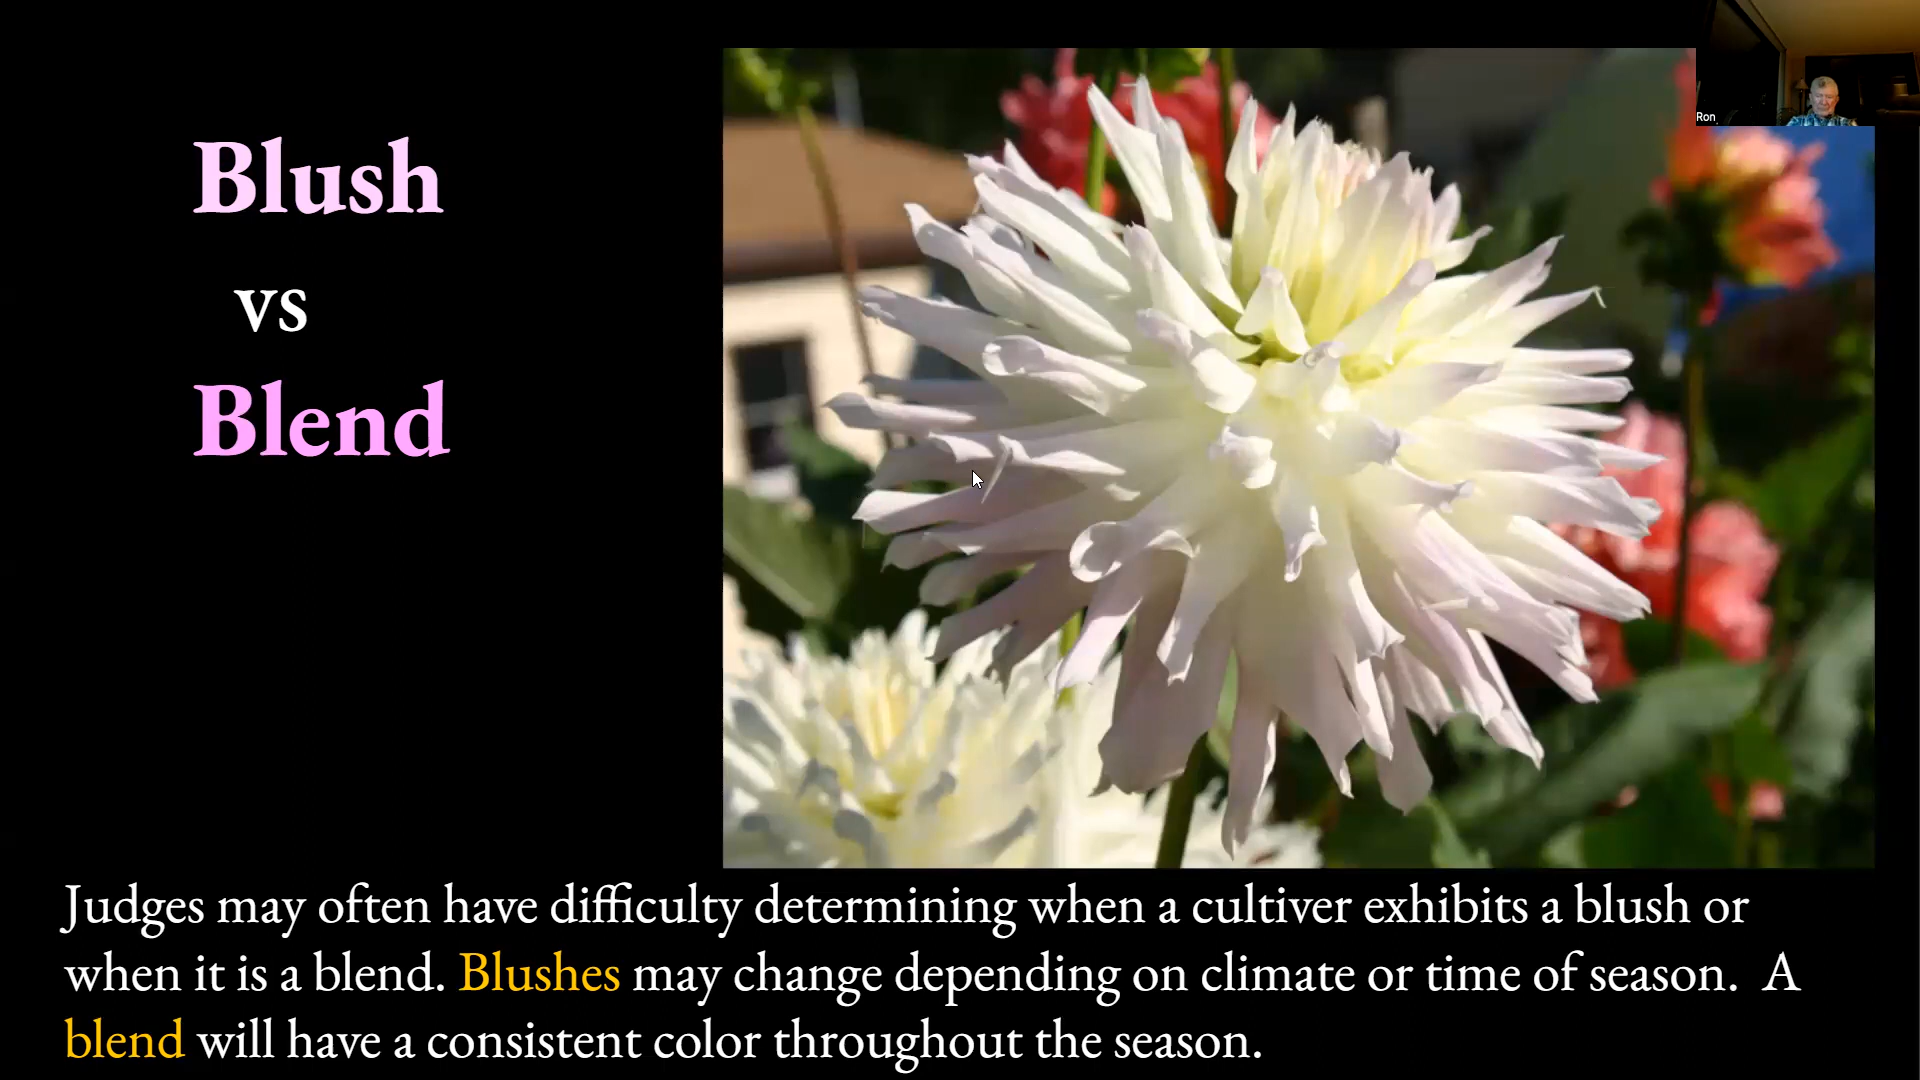 Blush
vs
Blend
Ron
Judges may often have difficulty determining when a cultiver exhibits a blush or
when it is a blend. Blushes may change depending on climate or time of season. A
blend will have a consistent color throughout the season.